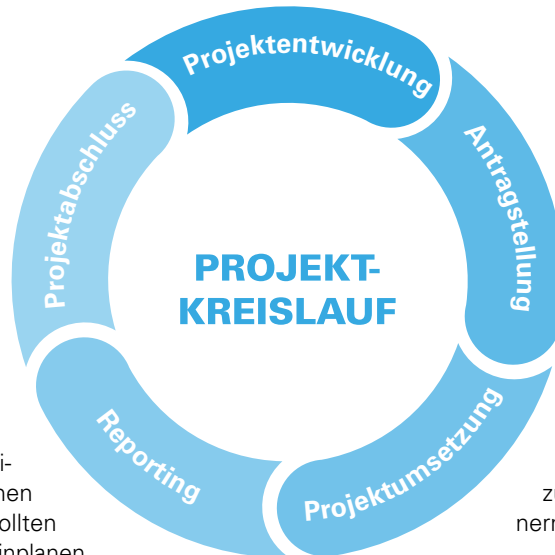 Projektentwicklung
Antragstellung
Projektumsetzung
Reporting
Projektabschluss
PROJEKT-
KREISLAUF